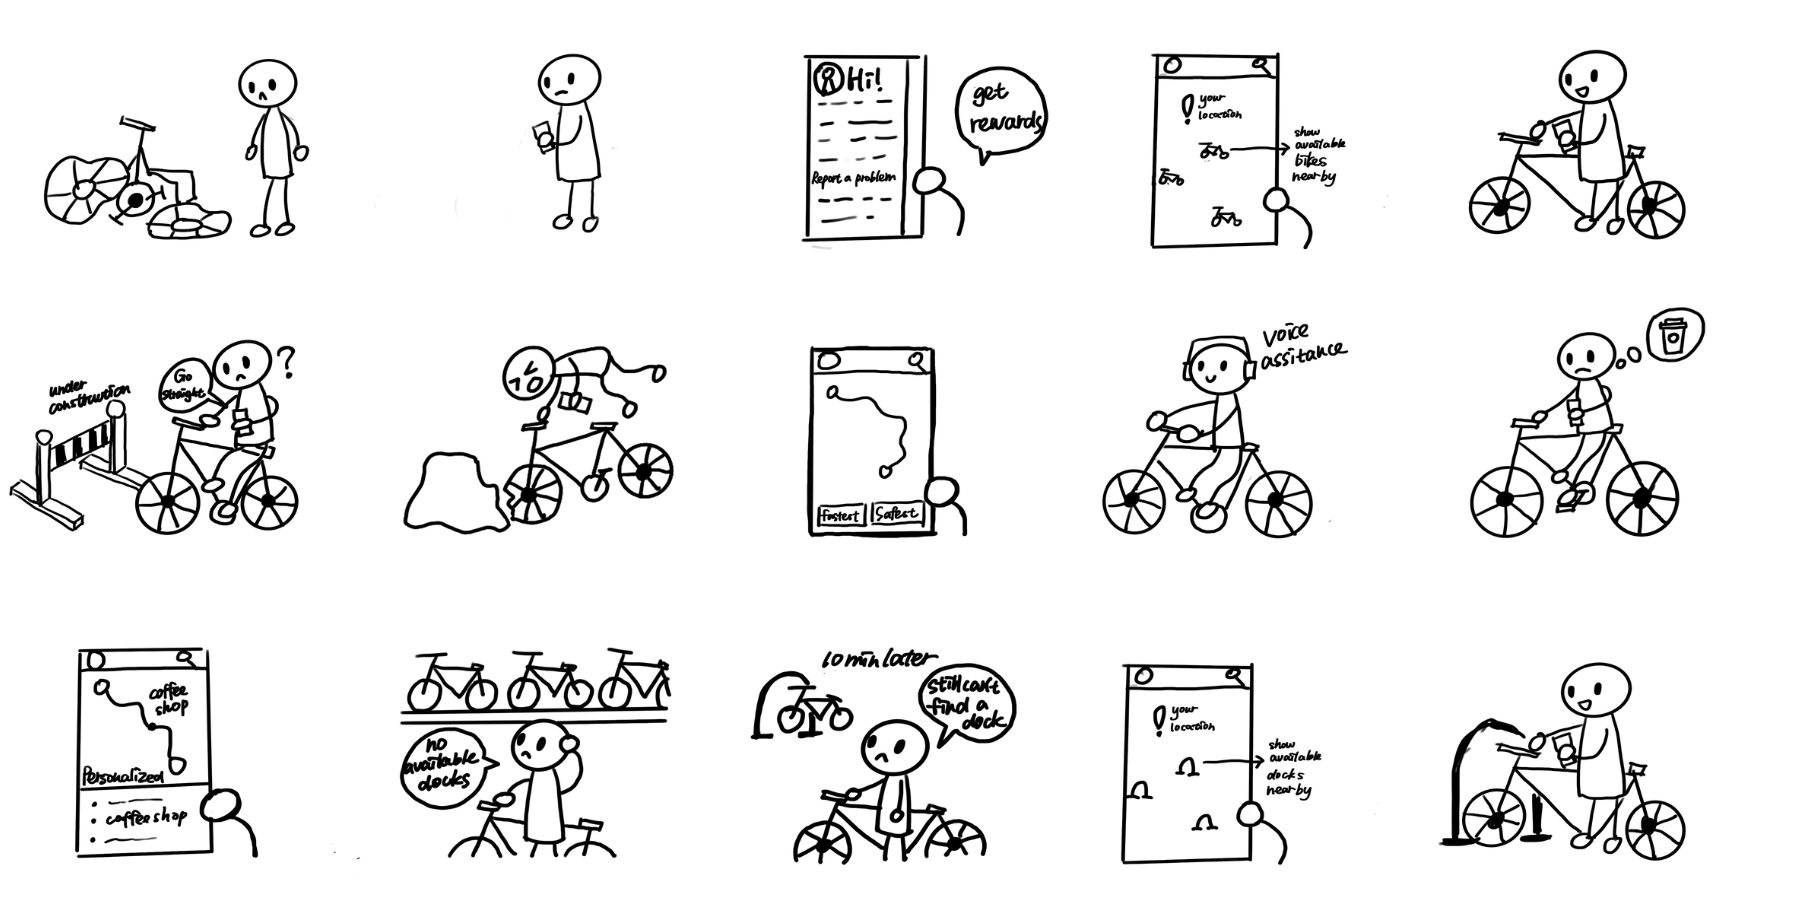 Hi!
Report a problem
get
rewards
your
location
show
available
bikes
nearby
under
construction
Go
straight
?
Fastest
Safest
voice
assitance
coffee
shop
Personalized
coffee shop
no
available
docks
10 min later
Still can't
find a
dock
your
location
show
available
docks
nearby